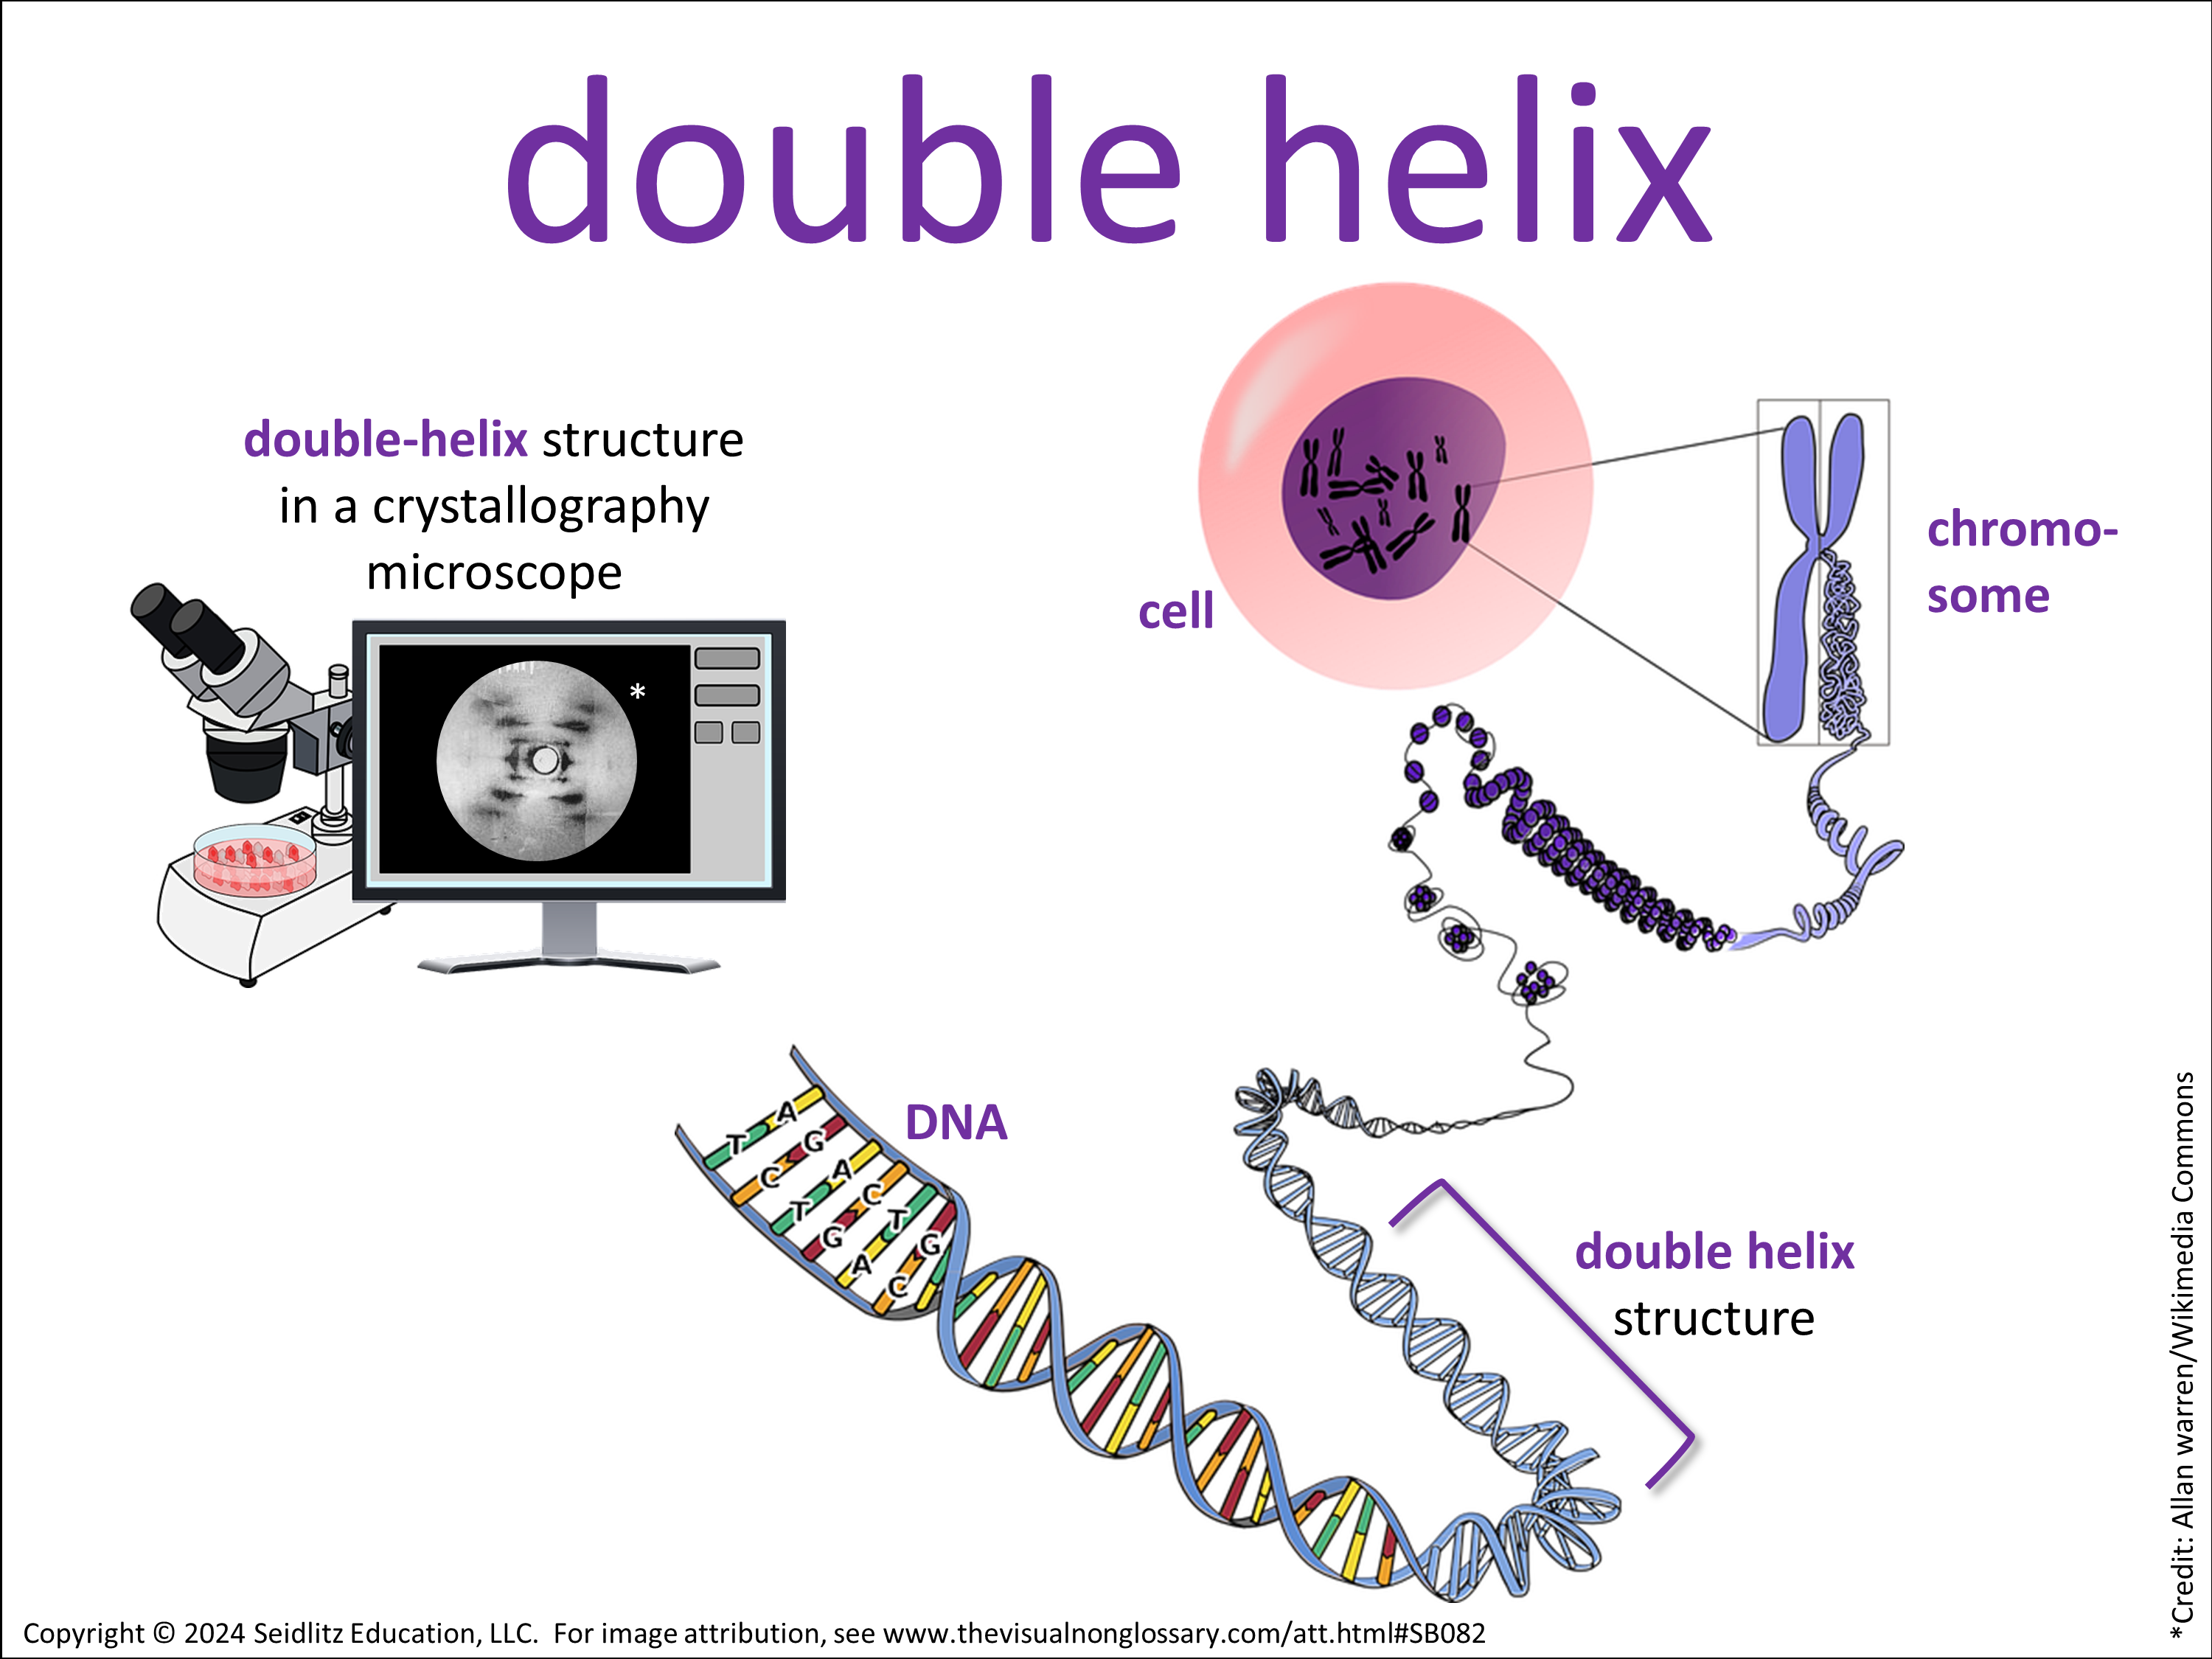 double helix
double-helix structure
in a crystallography
microscope
*
cell
chromo-
some
DNA
A
T
G
C
A
T
C
G
T
A
G
C
double helix
structure
*Credit: Allan warren/Wikimedia Commons
Copyright © 2024 Seidlitz Education, LLC.  For image attribution, see www.thevisualnonglossary.com/att.html#SB082